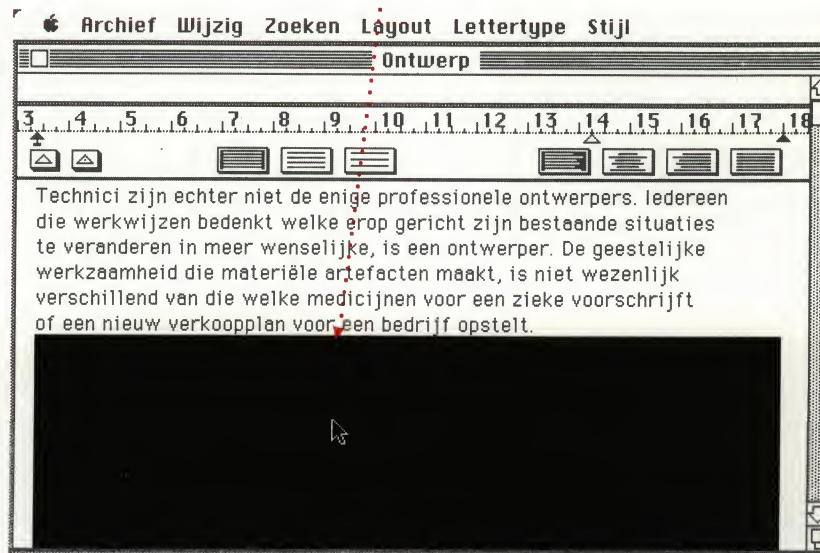 Archief Wijzig Zoeken Layout Lettertype Stijl
Ontwerp
3 4 5 6 7 8 9 10 11 12 13 14 15 16 17 18
Technici zijn echter niet de enige professionele ontwerpers. Iedereen
die werkwijzen bedenkt welke erop gericht zijn bestaande situaties
te veranderen in meer wenselijke, is een ontwerper. De geestelijke
werkzaamheid die materiële artefacten maakt, is niet wezenlijk
verschillend van die welke medicijnen voor een zieke voorschrijft
of een nieuw verkoopplan voor een bedrijf opstelt.